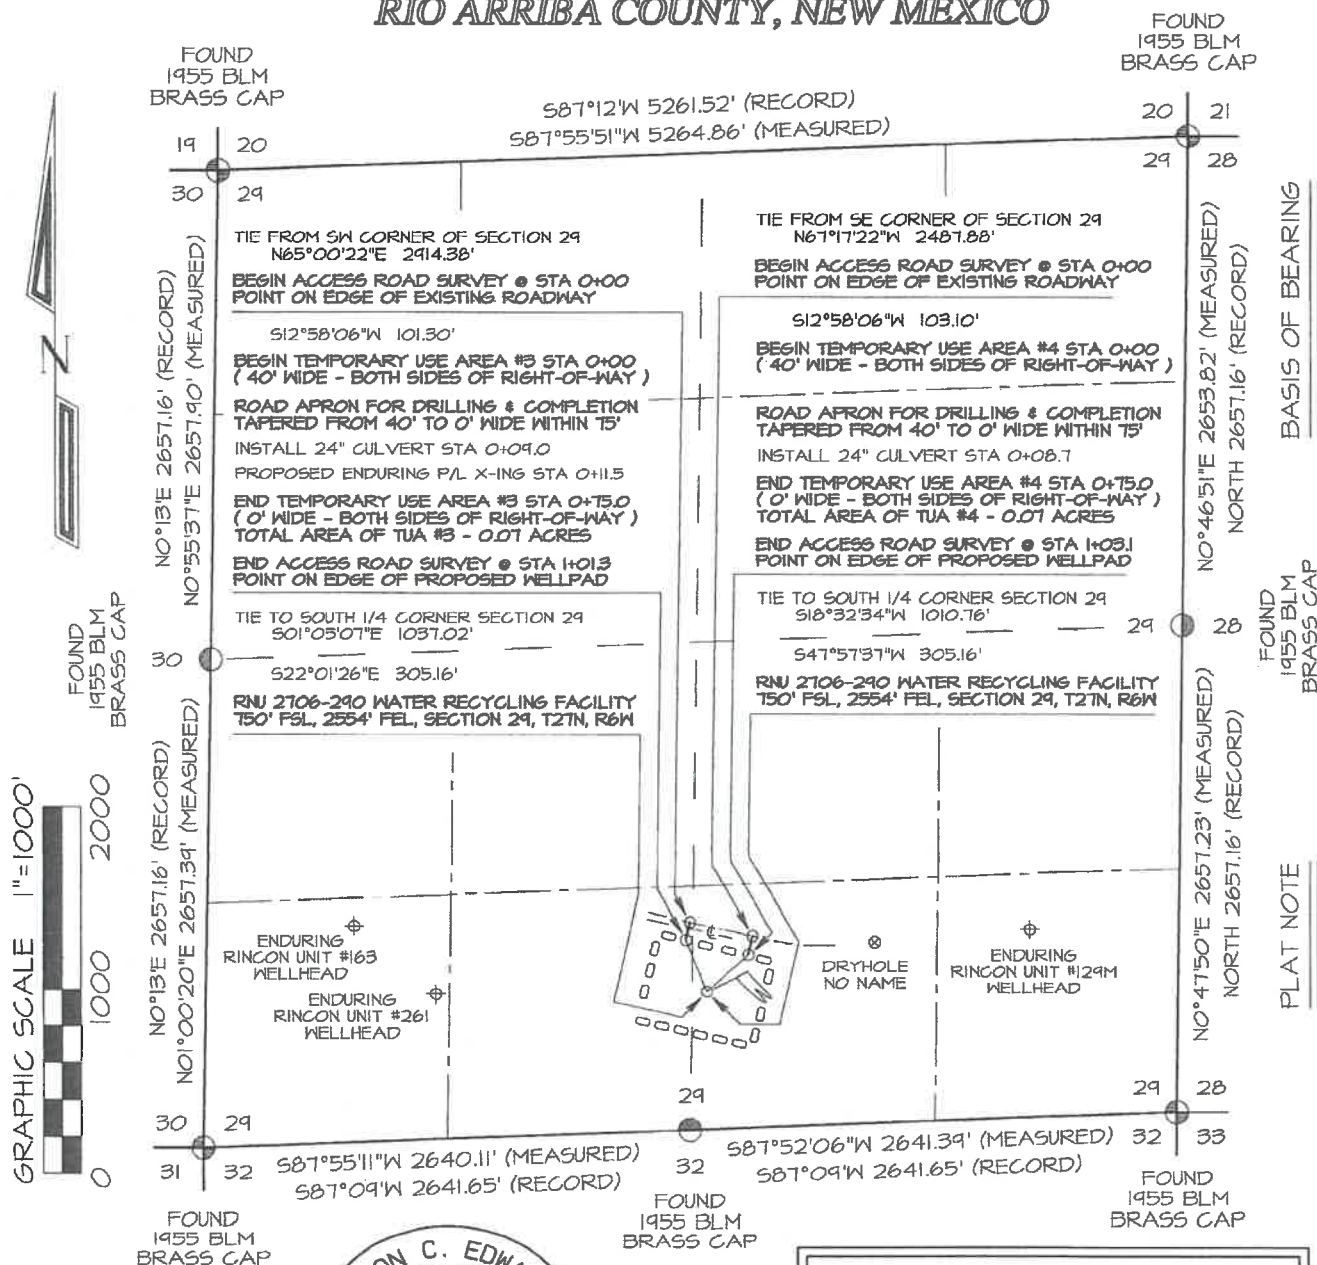 RIO ARRIBA COUNTY, NEW MEXICO
FOUND
1955 BLM
BRASS CAP
FOUND
1955 BLM
BRASS CAP
S87°12'W 5261.52' (RECORD)
S87°55'51"W 5264.86' (MEASURED)
19 20
30 29
20 21
29 28
N
N0°13'E 2657.16' (RECORD)
N0°55'37"E 2657.90' (MEASURED)
TIE FROM SW CORNER OF SECTION 29
N65°00'22"E 2914.38'
BEGIN ACCESS ROAD SURVEY @ STA 0+00
POINT ON EDGE OF EXISTING ROADWAY
S12°58'06"W 101.30'
BEGIN TEMPORARY USE AREA #3 STA 0+00
( 40' WIDE - BOTH SIDES OF RIGHT-OF-WAY )
ROAD APRON FOR DRILLING & COMPLETION
TAPERED FROM 40' TO 0' WIDE WITHIN 75'
INSTALL 24" CULVERT STA 0+09.0
PROPOSED ENDURING P/L X-ING STA 0+11.5
END TEMPORARY USE AREA #3 STA 0+75.0
( 0' WIDE - BOTH SIDES OF RIGHT-OF-WAY )
TOTAL AREA OF TUA #3 - 0.07 ACRES
END ACCESS ROAD SURVEY @ STA 1+01.3
POINT ON EDGE OF PROPOSED WELLPAD
TIE TO SOUTH 1/4 CORNER SECTION 29
S01°05'07"E 1037.02'
S22°01'26"E 305.16'
RNU 2706-290 WATER RECYCLING FACILITY
750' FSL, 2554' FEL, SECTION 29, T27N, R6W
TIE FROM SE CORNER OF SECTION 29
N67°17'22"W 2487.88'
BEGIN ACCESS ROAD SURVEY @ STA 0+00
POINT ON EDGE OF EXISTING ROADWAY
S12°58'06"W 103.10'
BEGIN TEMPORARY USE AREA #4 STA 0+00
( 40' WIDE - BOTH SIDES OF RIGHT-OF-WAY )
ROAD APRON FOR DRILLING & COMPLETION
TAPERED FROM 40' TO 0' WIDE WITHIN 75'
INSTALL 24" CULVERT STA 0+08.7
END TEMPORARY USE AREA #4 STA 0+75.0
( 0' WIDE - BOTH SIDES OF RIGHT-OF-WAY )
TOTAL AREA OF TUA #4 - 0.07 ACRES
END ACCESS ROAD SURVEY @ STA 1+03.1
POINT ON EDGE OF PROPOSED WELLPAD
TIE TO SOUTH 1/4 CORNER SECTION 29
S18°32'34"W 1010.76'
S47°57'37"W 305.16'
RNU 2706-290 WATER RECYCLING FACILITY
750' FSL, 2554' FEL, SECTION 29, T27N, R6W
N0°46'51"E 2653.82' (MEASURED)
NORTH 2657.16' (RECORD)
BASIS OF BEARING
FOUND
1955 BLM
BRASS CAP
30
29 28
FOUND
1955 BLM
BRASS CAP
GRAPHIC SCALE 1"=1000'
0 1000 2000
N0°13'E 2657.16' (RECORD)
N01°00'20"E 2657.39' (MEASURED)
ENDURING
RINCON UNIT #163
WELLHEAD
ENDURING
RINCON UNIT #261
WELLHEAD
℄
DRYHOLE
NO NAME
ENDURING
RINCON UNIT #129M
WELLHEAD
N0°47'50"E 2657.23' (MEASURED)
NORTH 2657.16' (RECORD)
PLAT NOTE
30 29
31 32
29
32
29 28
32 33
S87°55'11"W 2640.11' (MEASURED)
S87°09'W 2641.65' (RECORD)
S87°52'06"W 2641.39' (MEASURED)
S87°09'W 2641.65' (RECORD)
FOUND
1955 BLM
BRASS CAP
FOUND
1955 BLM
BRASS CAP
FOUND
1955 BLM
BRASS CAP
C. EDW